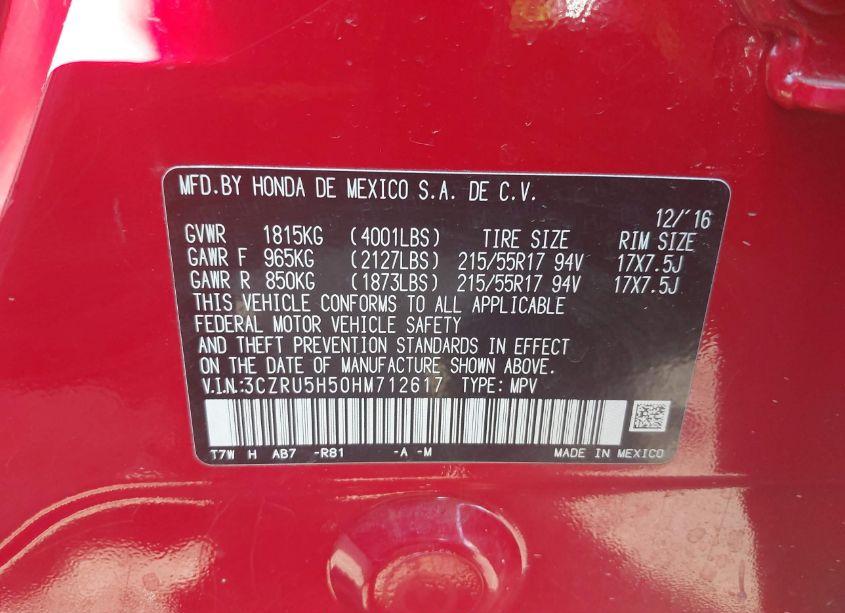 MFD.BY HONDA DE MEXICO S.A. DE C.V.
12/'16
GVWR 1815KG (4001LBS) TIRE SIZE RIM SIZE
GAWR F 965KG (2127LBS) 215/55R17 94V 17X7.5J
GAWR R 850KG (1873LBS) 215/55R17 94V 17X7.5J
THIS VEHICLE CONFORMS TO ALL APPLICABLE
FEDERAL MOTOR VEHICLE SAFETY
AND THEFT PREVENTION STANDARDS IN EFFECT
ON THE DATE OF MANUFACTURE SHOWN ABOVE.
V.I.N.:3CZRU5H50HM712617 TYPE: MPV
T7W H AB7 -R81 -A -M MADE IN MEXICO